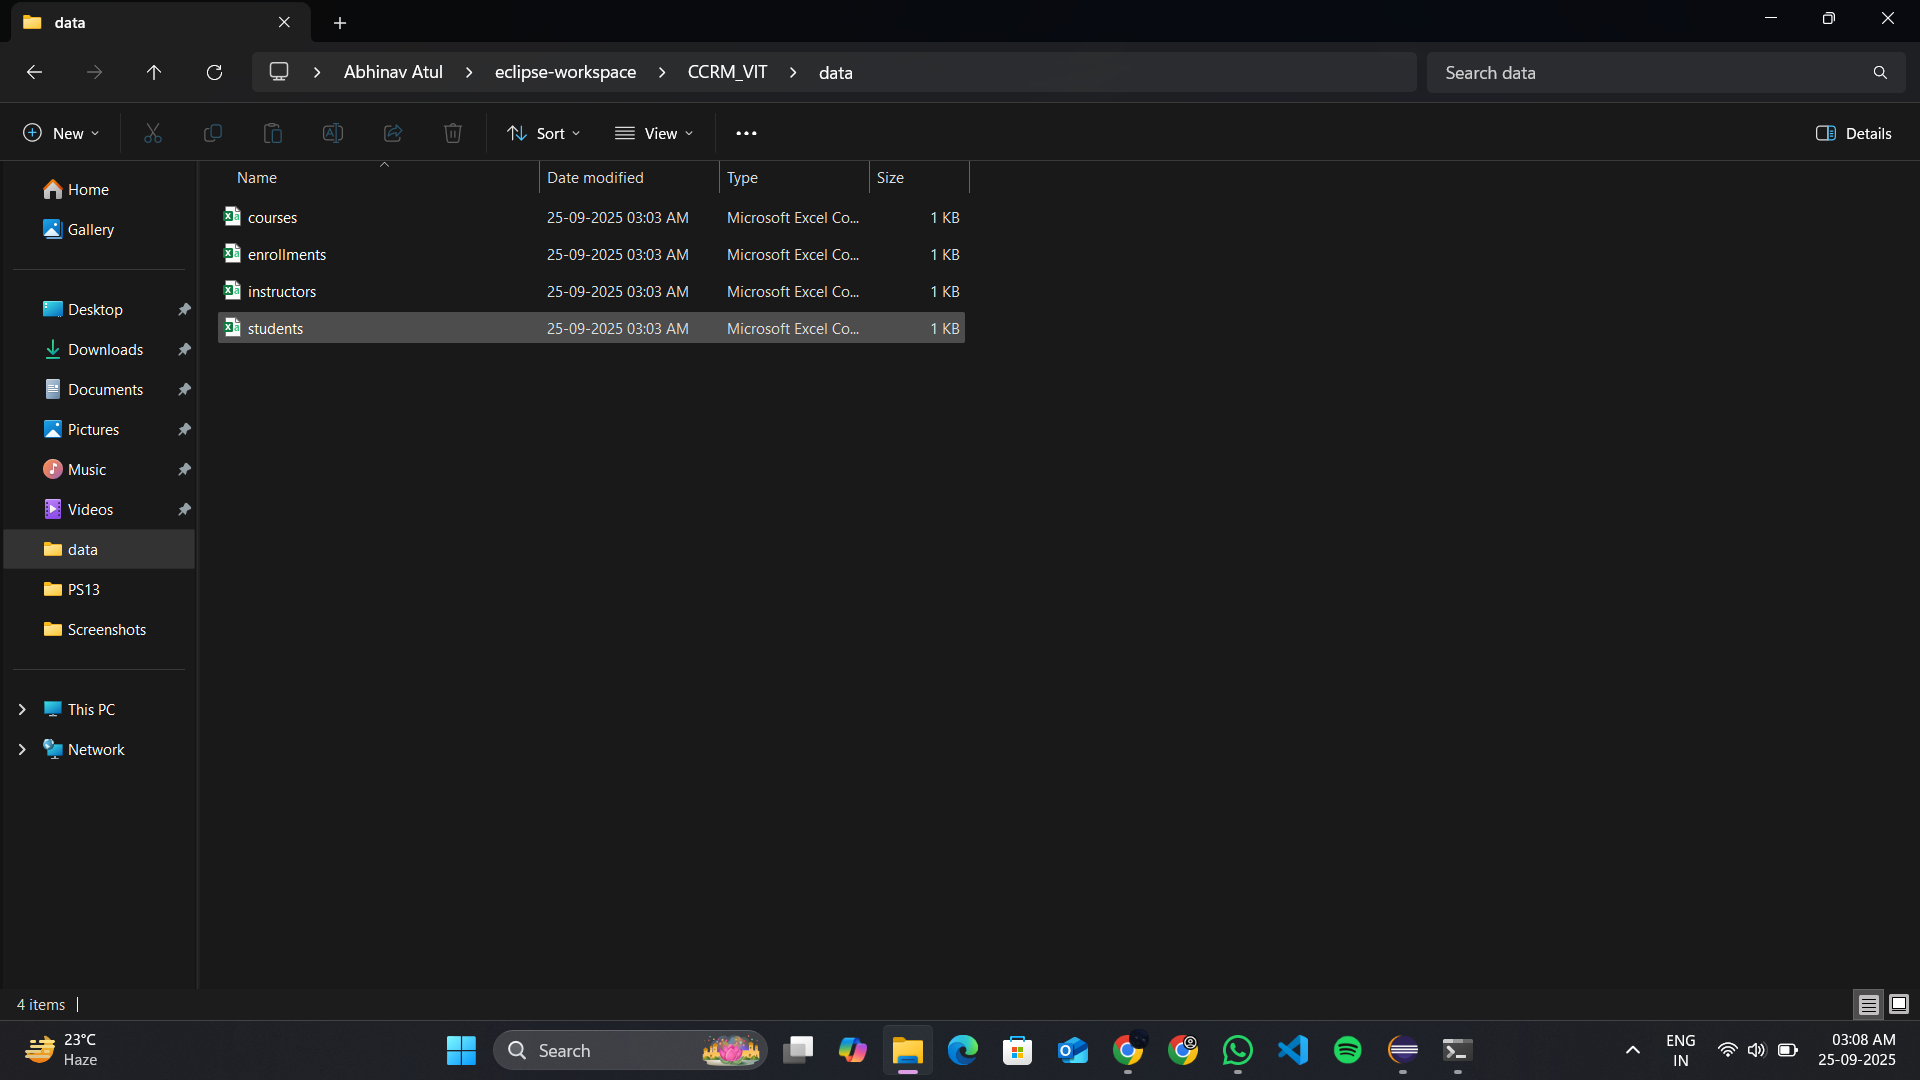 data
Abhinav Atul > eclipse-workspace > CCRM_VIT > data
Search data
New
Sort
View
Details
Name Date modified Type Size
courses 25-09-2025 03:03 AM Microsoft Excel Co... 1 KB
enrollments 25-09-2025 03:03 AM Microsoft Excel Co... 1 KB
instructors 25-09-2025 03:03 AM Microsoft Excel Co... 1 KB
students 25-09-2025 03:03 AM Microsoft Excel Co... 1 KB
Home
Gallery
Desktop
Downloads
Documents
Pictures
Music
Videos
data
PS13
Screenshots
This PC
Network
4 items
23°C
Haze
Search
ENG
IN
03:08 AM
25-09-2025